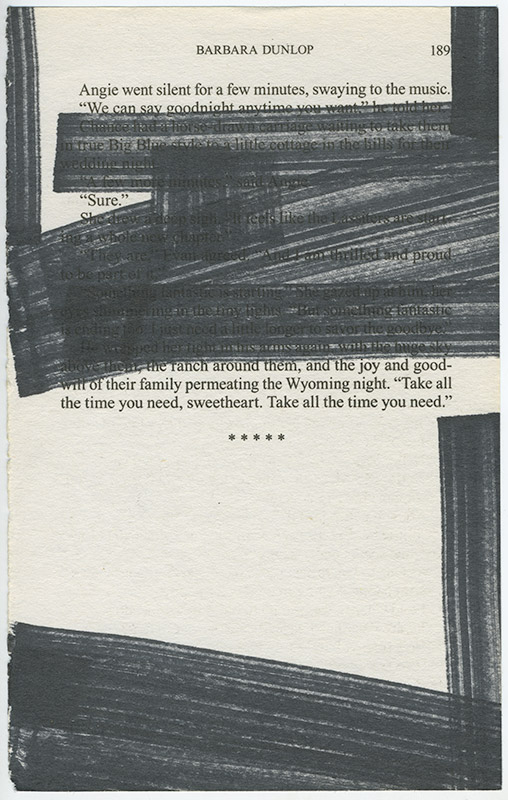 BARBARA DUNLOP 189
Angie went silent for a few minutes, swaying to the music.
“We can say goodnight anytime you want,” he told her.
Chance had a horse-drawn carriage waiting to take them
in true Big Blue style to a little cottage in the hills for their
wedding night.
“A few more minutes,” said Angie.
“Sure.”
She drew a deep sigh. “It feels like the Lassiters are start-
ing a whole new chapter.”
“They are,” Evan agreed. “And I am thrilled and proud
to be part of
“Something fantastic is starting.” She gazed up at him, her
eyes shimmering in the tiny lights. “But something fantastic
is ending too. I just need a little longer to savor the goodbye.”
He wrapped her tight in his arms again, with the
above them, the ranch around them, and the joy and good-
will of their family permeating the Wyoming night. “Take all
the time you need, sweetheart. Take all the time you need.”
* * * * *